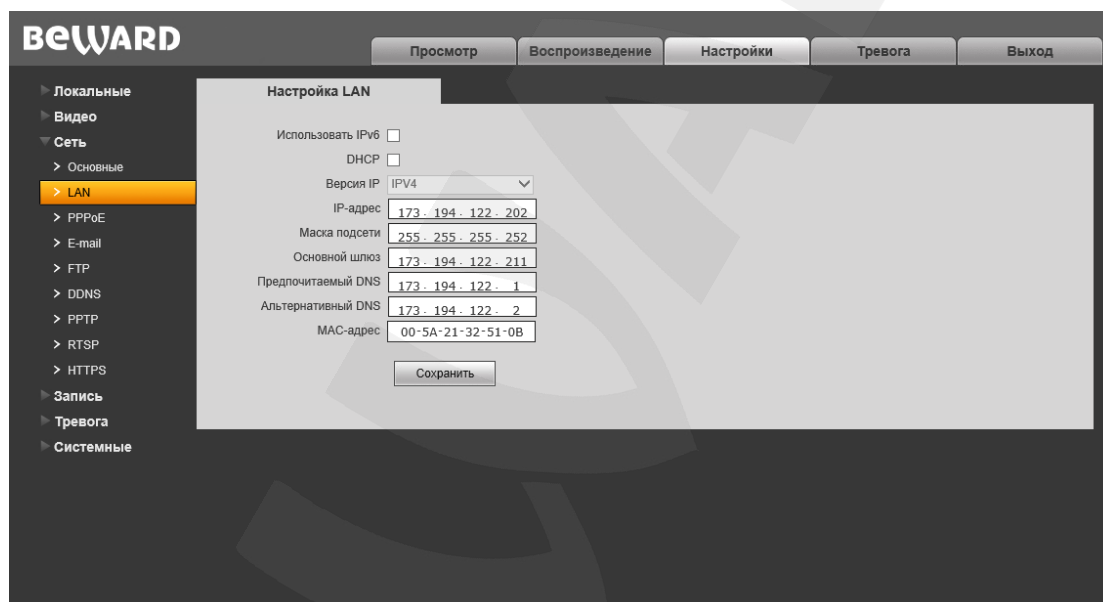 BEWARD
Просмотр Воспроизведение Настройки Тревога Выход
Локальные
Видео
Сеть
> Основные
> LAN
> PPPoE
> E-mail
> FTP
> DDNS
> PPTP
> RTSP
> HTTPS
Запись
Тревога
Системные
Настройка LAN
Использовать IPv6
DHCP
Версия IP IPV4
IP-адрес 173 . 194 . 122 . 202
Маска подсети 255 . 255 . 255 . 252
Основной шлюз 173 . 194 . 122 . 211
Предпочитаемый DNS 173 . 194 . 122 . 1
Альтернативный DNS 173 . 194 . 122 . 2
MAC-адрес 00-5A-21-32-51-0B
Сохранить